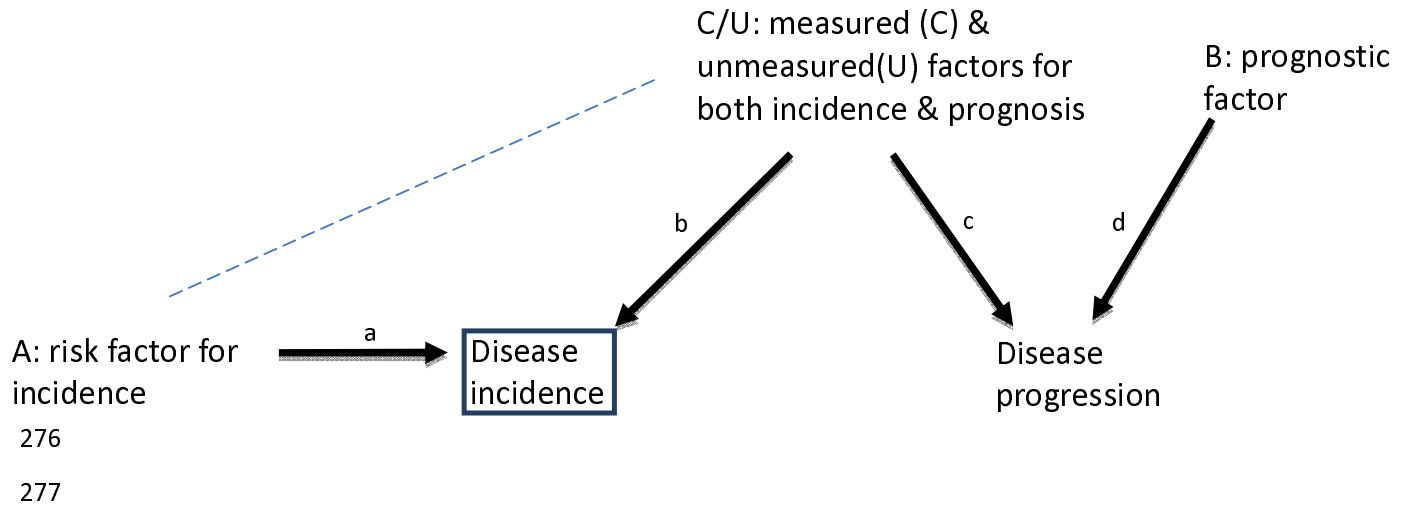 C/U: measured (C) &
unmeasured(U) factors for
both incidence & prognosis
B: prognostic
factor
b
c
d
a
A: risk factor for
incidence
Disease
incidence
Disease
progression
276
277